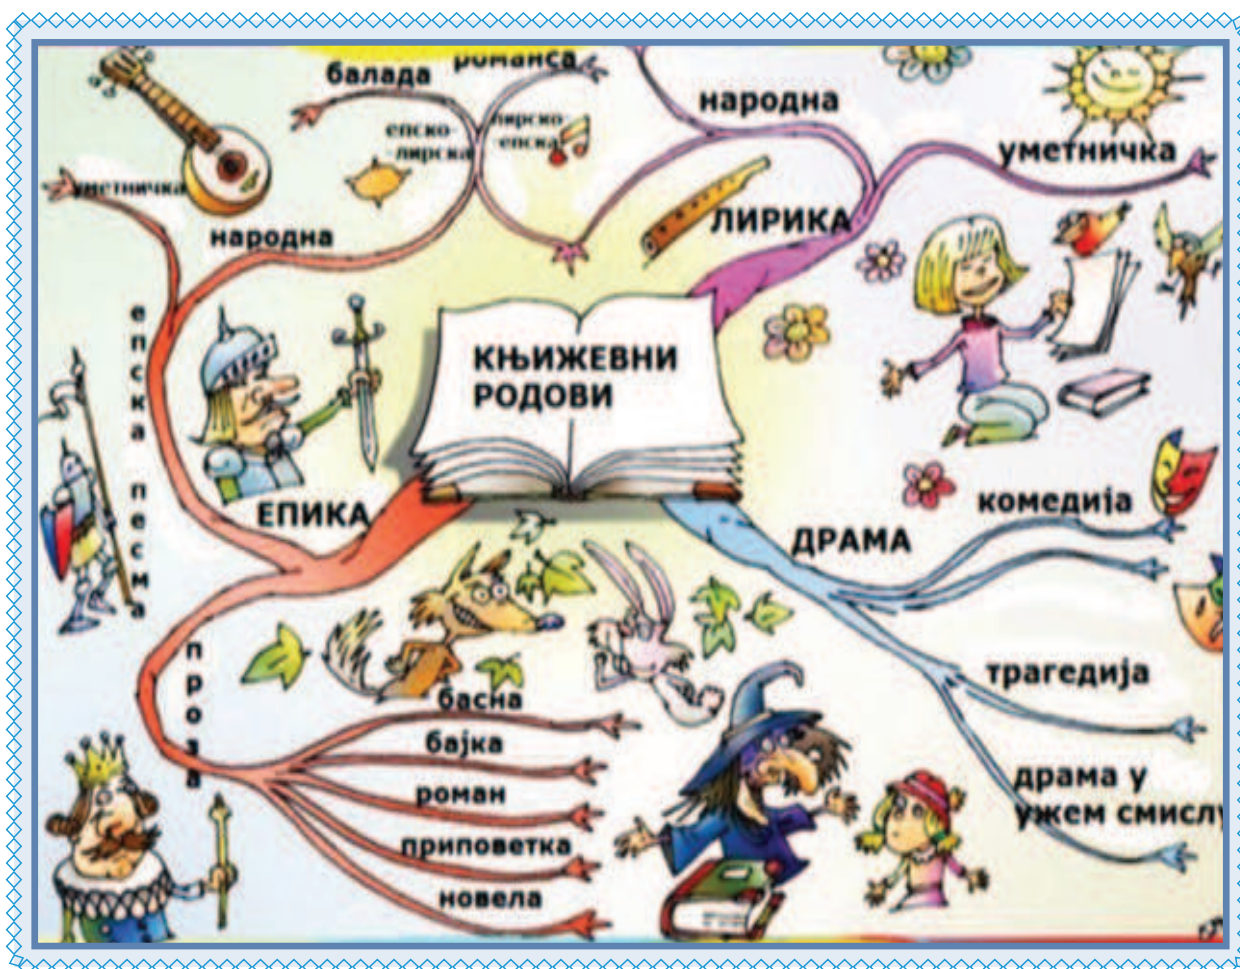 романса
балада
народна
епско-
-лирска
лирско-
епска
уметничка
уметничка
ЛИРИКА
народна
епска песма
КЊИЖЕВНИ
РОДОВИ
ЕПИКА
комедија
ДРАМА
проза
трагедија
басна
бајка
драма у
роман
ужем смислу
приповетка
новела